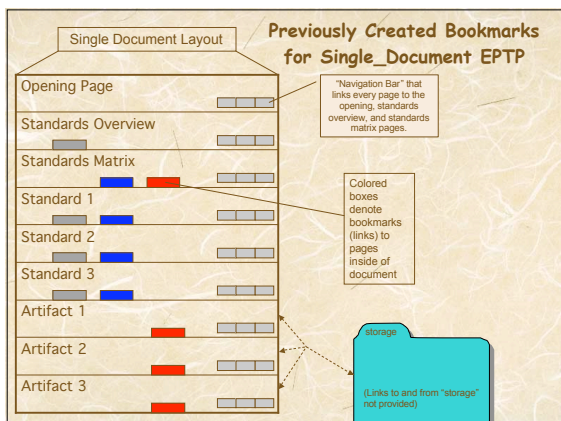 Previously Created Bookmarks
for Single_Document EPTP
Single Document Layout
Opening Page
Standards Overview
Standards Matrix
Standard 1
Standard 2
Standard 3
Artifact 1
Artifact 2
Artifact 3
“Navigation Bar” that
links every page to the
opening, standards
overview, and standards
matrix pages.
Colored
boxes
denote
bookmarks
(links) to
pages
inside of
document
storage
(Links to and from “storage”
not provided)